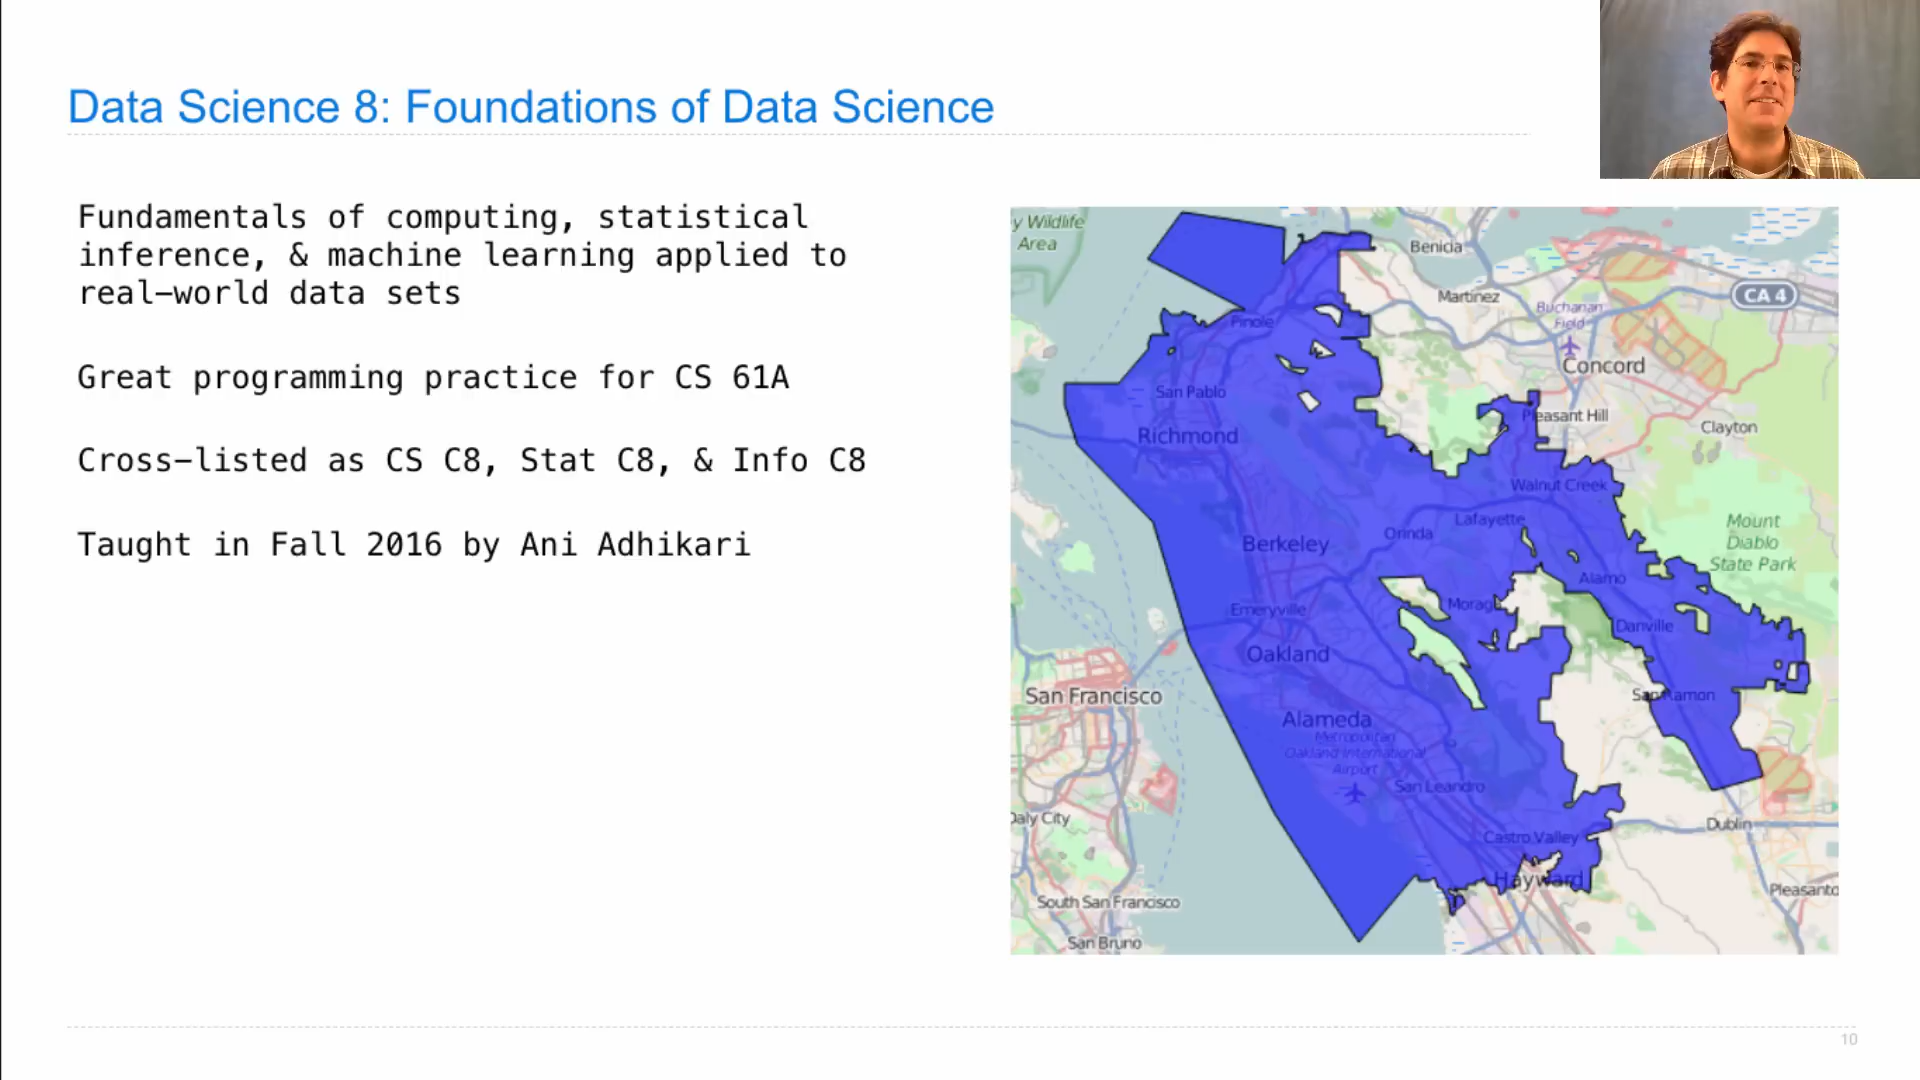 Data Science 8: Foundations of Data Science
Fundamentals of computing, statistical
inference, & machine learning applied to
real-world data sets
Great programming practice for CS 61A
Cross-listed as CS C8, Stat C8, & Info C8
Taught in Fall 2016 by Ani Adhikari
y Wildlife
Area
Benicia
Martinez
CA 4
Buchanan
Field
Pinole
Concord
San Pablo
Pleasant Hill
Clayton
Richmond
Walnut Creek
Lafayette
Orinda
Berkeley
Mount
Diablo
State Park
Alamo
Moraga
Emeryville
Danville
Oakland
San Francisco
San Ramon
Alameda
Metropolitan
Oakland International
Airport
San Leandro
Daly City
Castro Valley
Dublin
Hayward
Pleasanto
South San Francisco
San Bruno
10